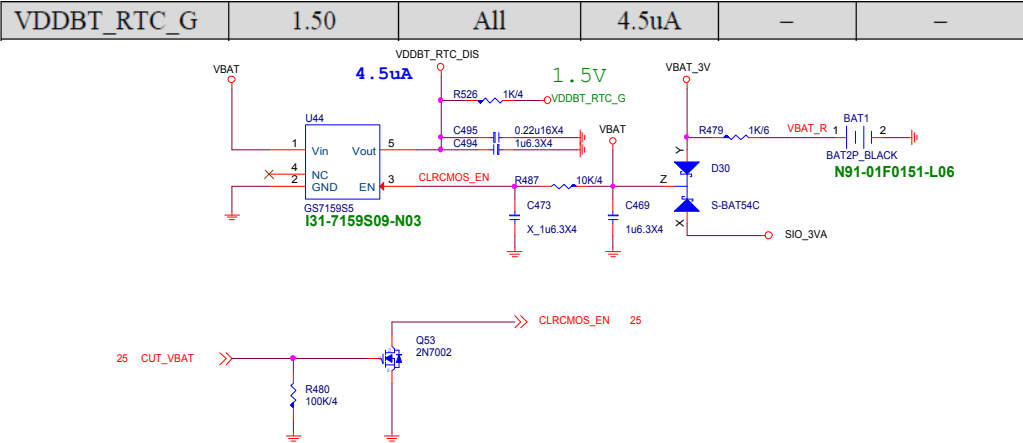 VDDBT_RTC_G 1.50 All 4.5uA – –
VDDBT_RTC_DIS
VBAT
4.5uA
1.5V
VBAT_3V
R526 1K/4
VDDBT_RTC_G
U44
C495 0.22u16X4
C494 1u6.3X4
VBAT
R479 1K/6
VBAT_R
BAT1
1 2
BAT2P_BLACK
N91-01F0151-L06
1 Vin Vout 5
4 NC
2 GND EN 3
CLRCMOS_EN
R487 10K/4
GS7159S5
I31-7159S09-N03
C473
X_1u6.3X4
C469
1u6.3X4
Y
D30
Z
S-BAT54C
X
SIO_3VA
CLRCMOS_EN 25
Q53
2N7002
25 CUT_VBAT
R480
100K/4